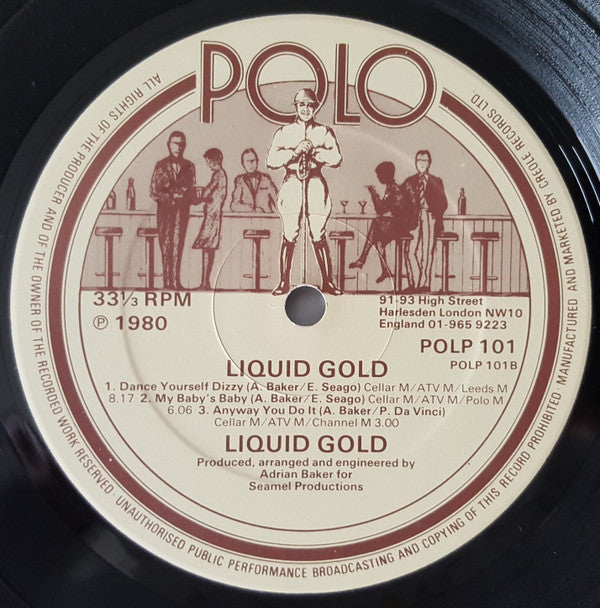 POLO
33⅓ RPM
℗ 1980
91-93 High Street
Harlesden London NW10
England 01-965 9223
POLP 101
POLP 101B
LIQUID GOLD
1. Dance Yourself Dizzy (A. Baker/E. Seago) Cellar M/ATV M/Leeds M
8.17 2. My Baby's Baby (A. Baker/E. Seago) Cellar M/ATV M/Polo M
6.06 3. Anyway You Do It (A. Baker/P. Da Vinci)
Cellar M/ATV M/Channel M 3.00
LIQUID GOLD
Produced, arranged and engineered by
Adrian Baker for
Seamel Productions
ALL RIGHTS OF THE PRODUCER AND OF THE OWNER OF THE RECORDED WORK RESERVED · UNAUTHORISED PUBLIC PERFORMANCE BROADCASTING AND COPYING OF THIS RECORD PROHIBITED · MANUFACTURED AND MARKETED BY CREOLE RECORDS LTD.